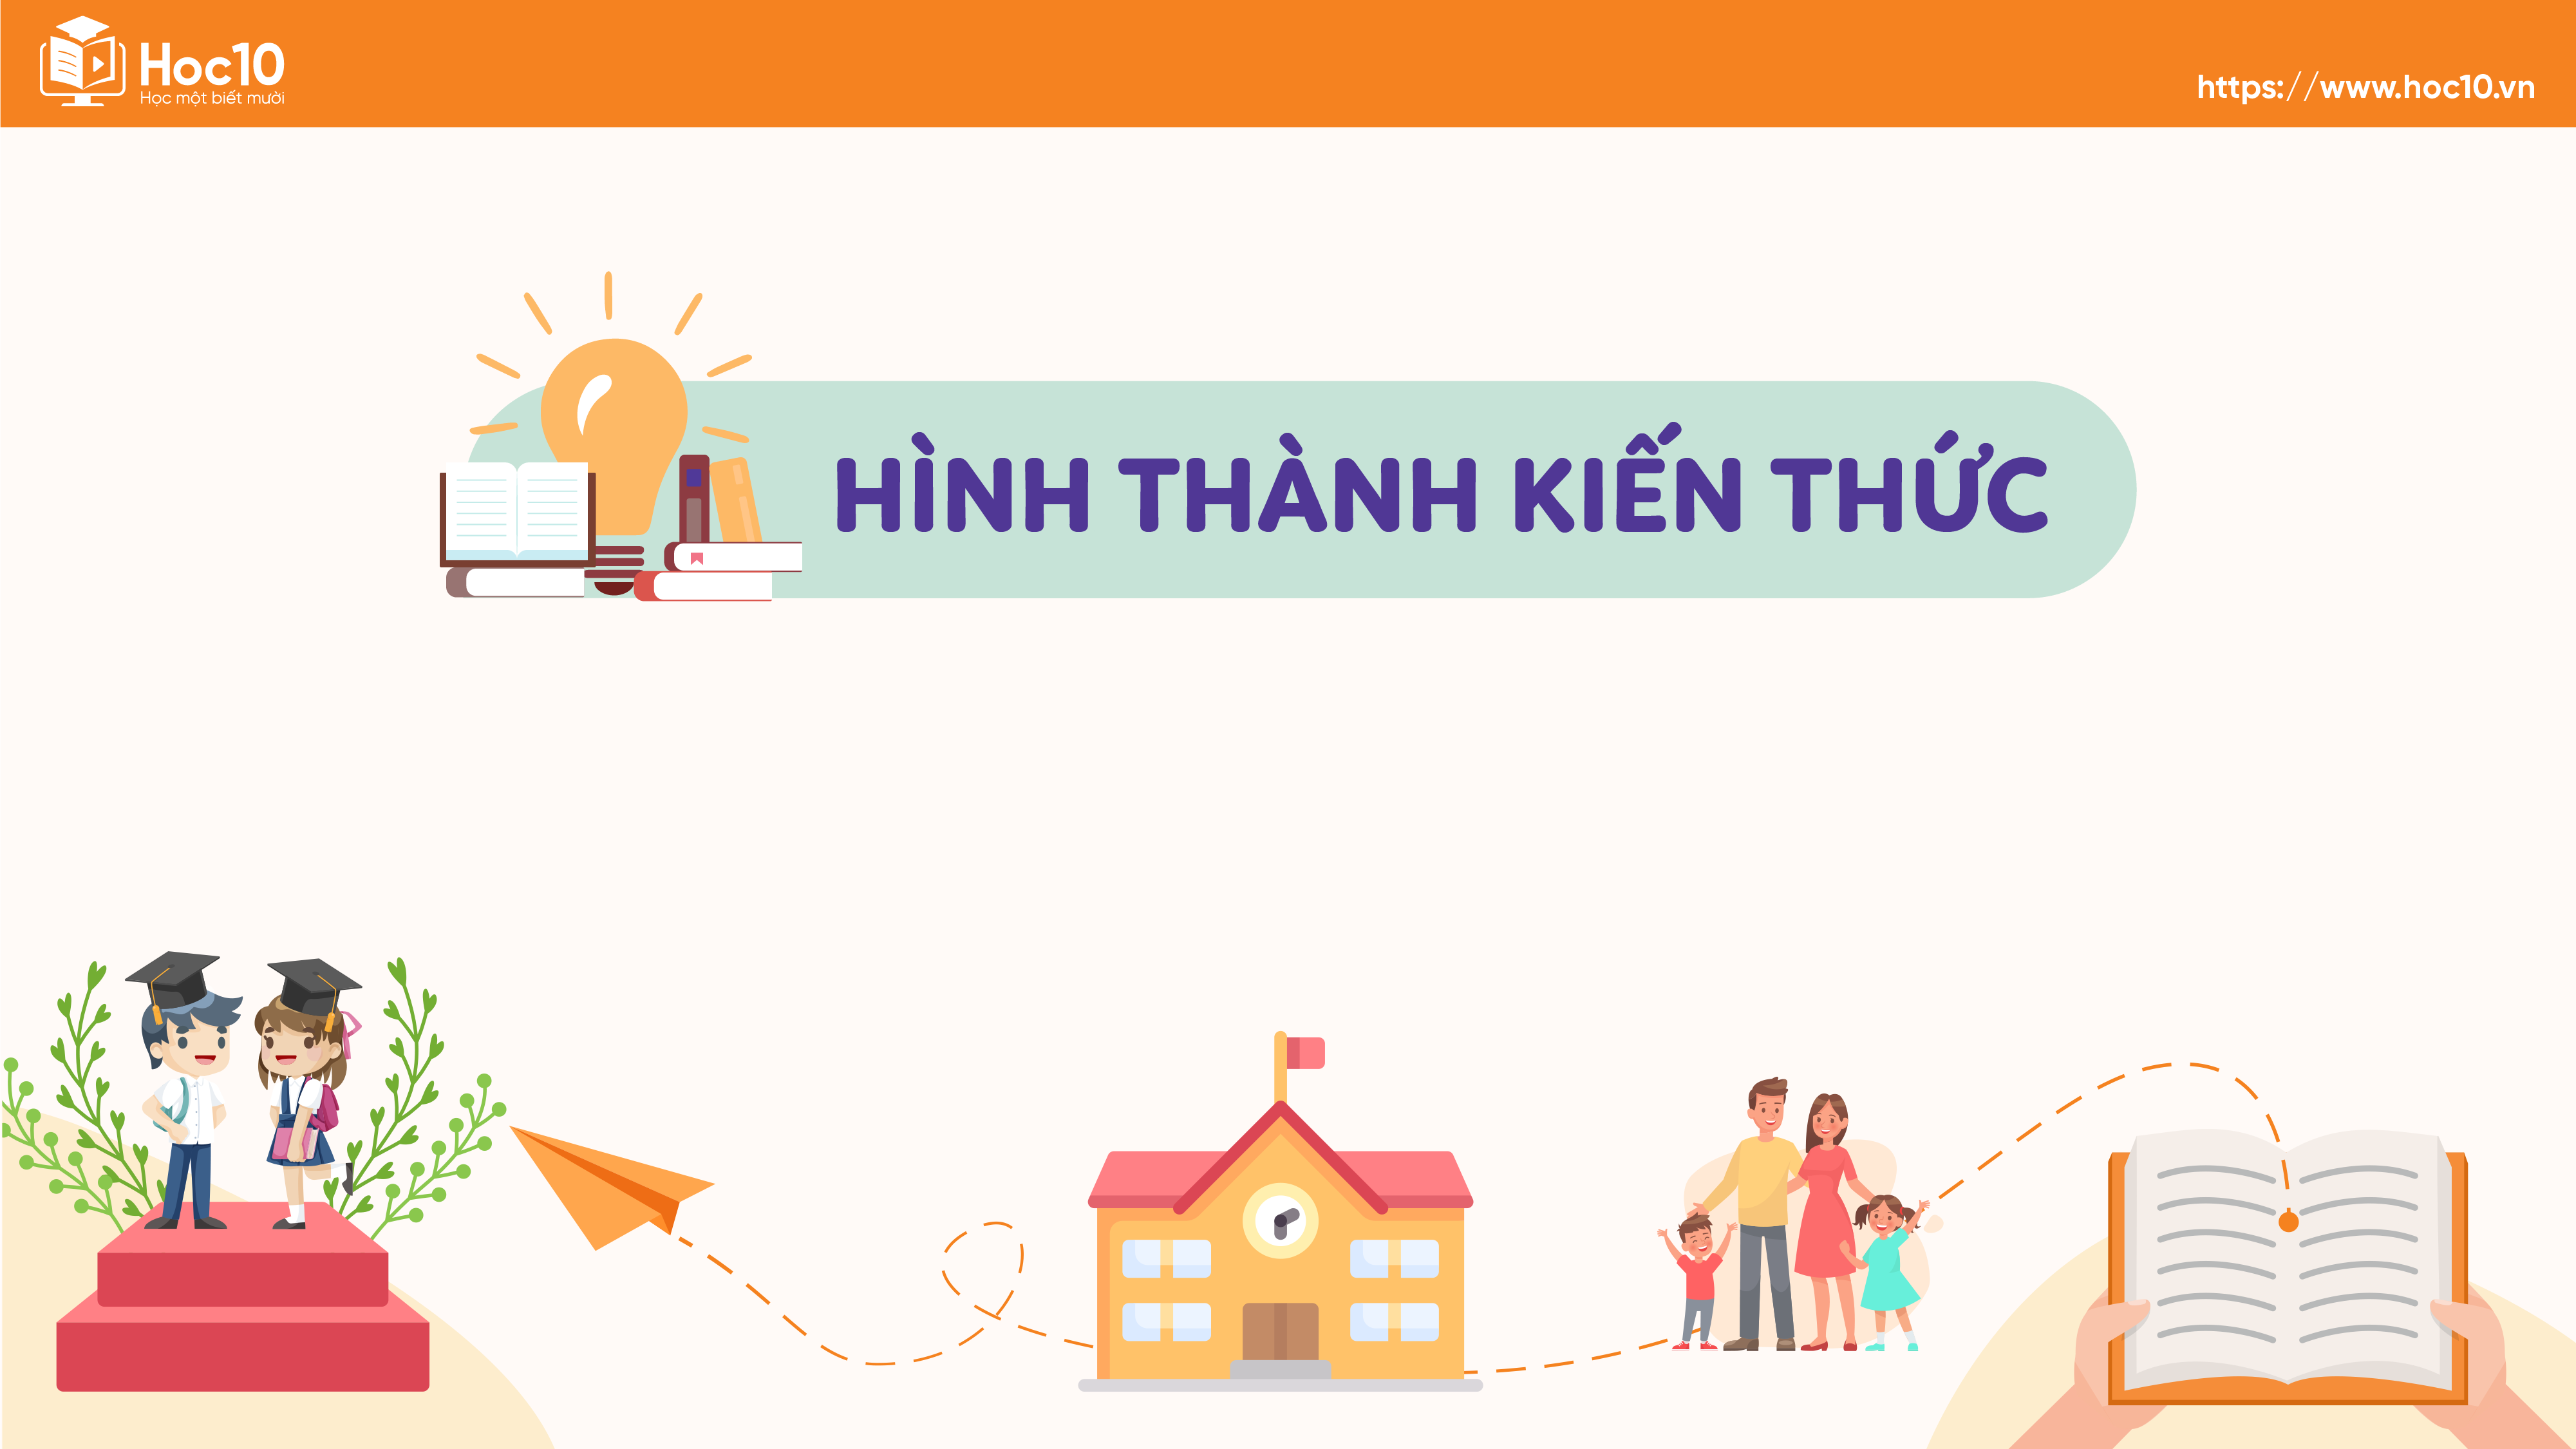 Hoc10
Học một biết mười
https://www.hoc10.vn
HÌNH THÀNH KIẾN THỨC